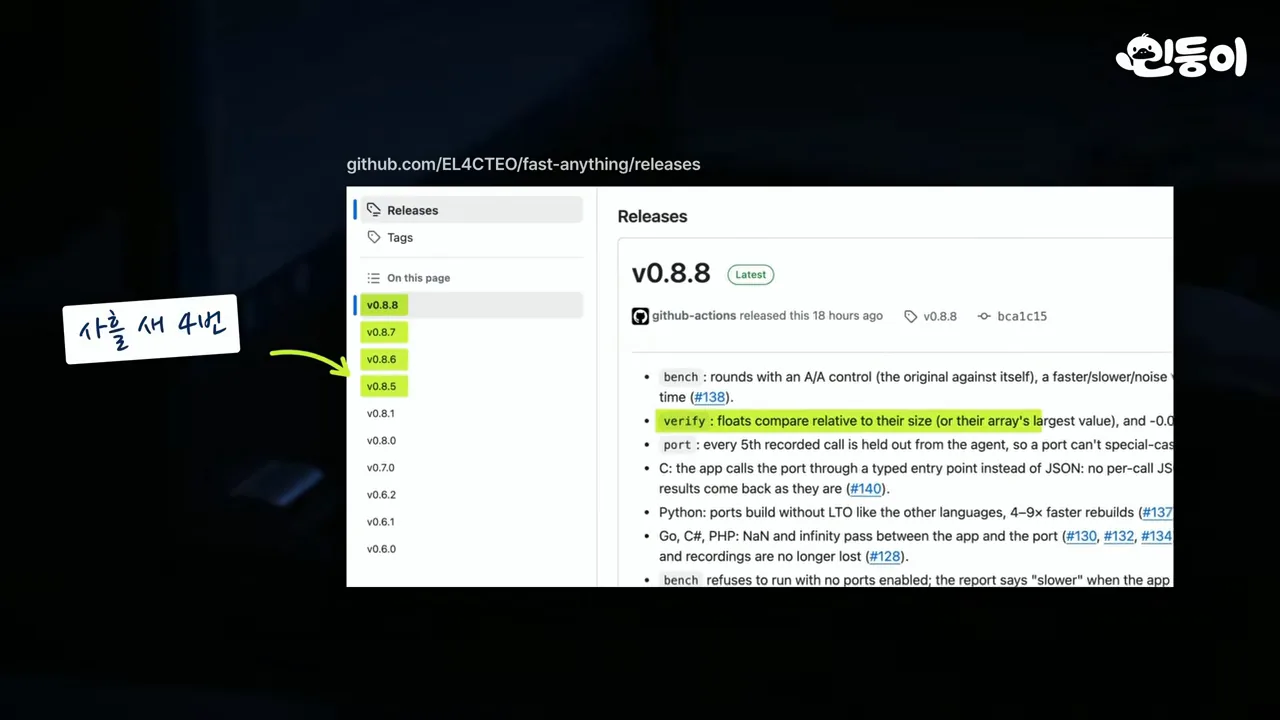 인둥이
github.com/EL4CTEO/fast-anything/releases
Releases
Tags
On this page
v0.8.8
v0.8.7
v0.8.6
v0.8.5
v0.8.1
v0.8.0
v0.7.0
v0.6.2
v0.6.1
v0.6.0
사흘 새 4번
Releases
v0.8.8 Latest
github-actions released this 18 hours ago v0.8.8 bca1c15
bench : rounds with an A/A control (the original against itself), a faster/slower/noise
time (#138).
verify : floats compare relative to their size (or their array's largest value), and -0.0
port : every 5th recorded call is held out from the agent, so a port can't special-cas
C: the app calls the port through a typed entry point instead of JSON: no per-call JS
results come back as they are (#140).
Python: ports build without LTO like the other languages, 4–9× faster rebuilds (#137
Go, C#, PHP: NaN and infinity pass between the app and the port (#130, #132, #134
and recordings are no longer lost (#128).
bench refuses to run with no ports enabled; the report says "slower" when the app